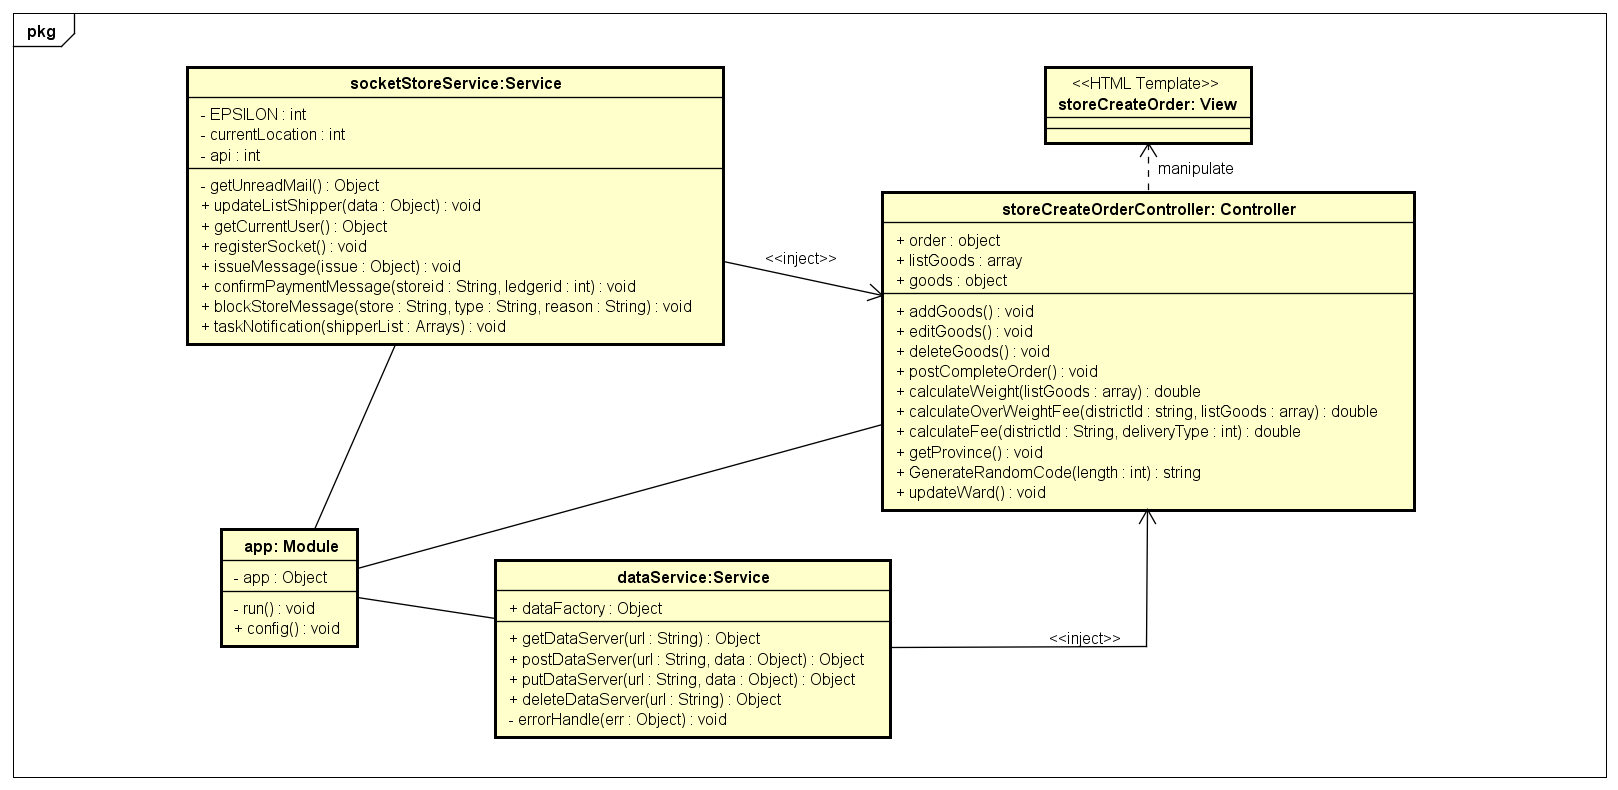 pkg
socketStoreService:Service
- EPSILON : int
- currentLocation : int
- api : int
- getUnreadMail() : Object
+ updateListShipper(data : Object) : void
+ getCurrentUser() : Object
+ registerSocket() : void
+ issueMessage(issue : Object) : void
+ confirmPaymentMessage(storeid : String, ledgerid : int) : void
+ blockStoreMessage(store : String, type : String, reason : String) : void
+ taskNotification(shipperList : Arrays) : void
<<inject>>
<<HTML Template>>
storeCreateOrder: View
manipulate
storeCreateOrderController: Controller
+ order : object
+ listGoods : array
+ goods : object
+ addGoods() : void
+ editGoods() : void
+ deleteGoods() : void
+ postCompleteOrder() : void
+ calculateWeight(listGoods : array) : double
+ calculateOverWeightFee(districtId : string, listGoods : array) : double
+ calculateFee(districtId : String, deliveryType : int) : double
+ getProvince() : void
+ GenerateRandomCode(length : int) : string
+ updateWard() : void
app: Module
- app : Object
- run() : void
+ config() : void
dataService:Service
+ dataFactory : Object
+ getDataServer(url : String) : Object
+ postDataServer(url : String, data : Object) : Object
+ putDataServer(url : String, data : Object) : Object
+ deleteDataServer(url : String) : Object
- errorHandle(err : Object) : void
<<inject>>